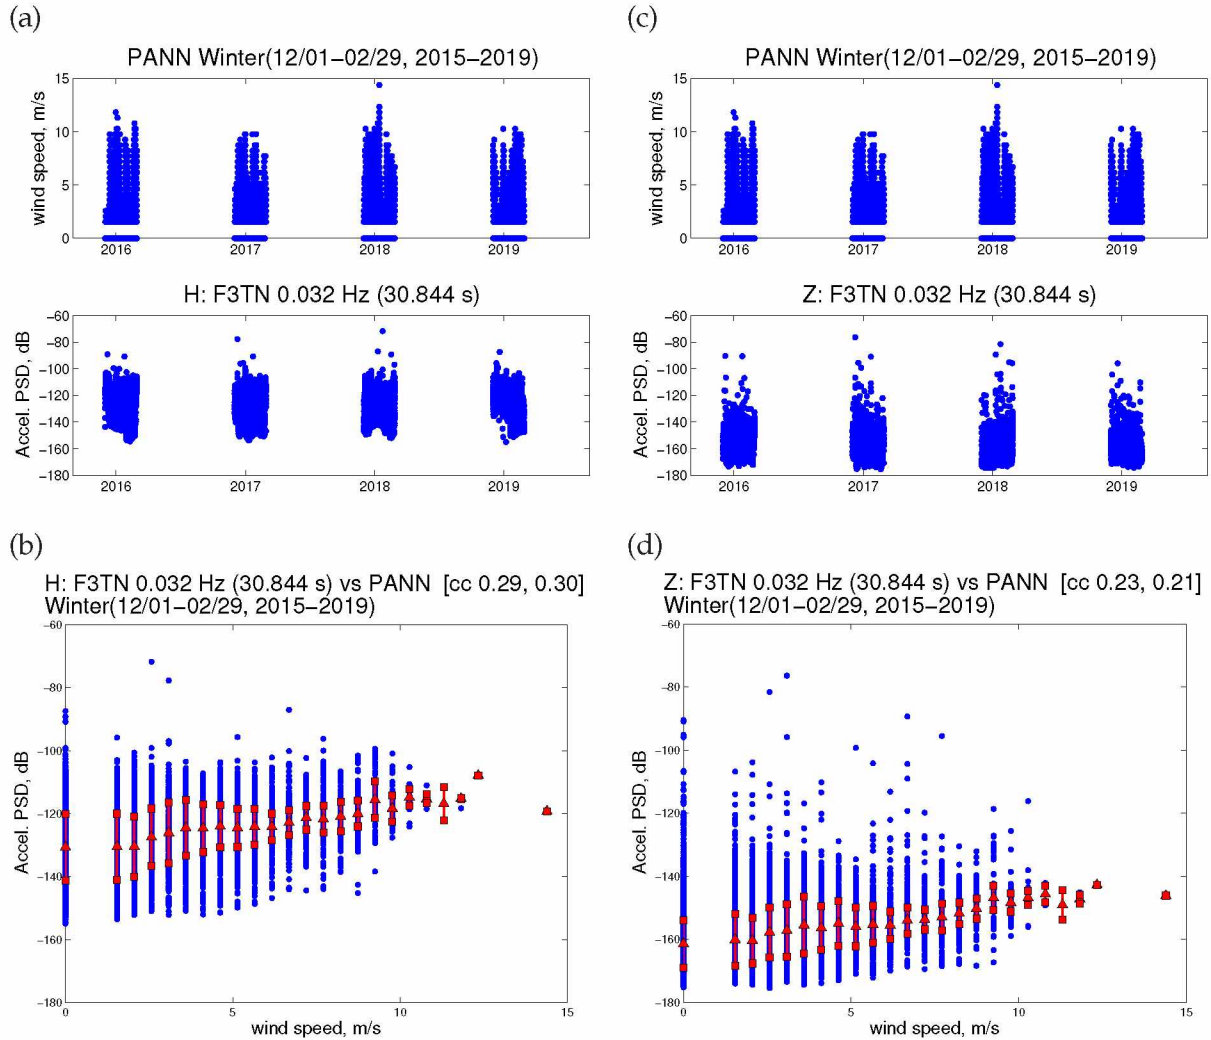 (a)
PANN Winter(12/01−02/29, 2015−2019)
15
10
5
0
wind speed, m/s
2016 2017 2018 2019
H: F3TN 0.032 Hz (30.844 s)
−60
−80
−100
−120
−140
−160
−180
Accel. PSD, dB
2016 2017 2018 2019
(c)
PANN Winter(12/01−02/29, 2015−2019)
15
10
5
0
wind speed, m/s
2016 2017 2018 2019
Z: F3TN 0.032 Hz (30.844 s)
−60
−80
−100
−120
−140
−160
−180
Accel. PSD, dB
2016 2017 2018 2019
(b)
H: F3TN 0.032 Hz (30.844 s) vs PANN [cc 0.29, 0.30]
Winter(12/01−02/29, 2015−2019)
−60
−80
−100
−120
−140
−160
−180
Accel. PSD, dB
0 5 10 15
wind speed, m/s
(d)
Z: F3TN 0.032 Hz (30.844 s) vs PANN [cc 0.23, 0.21]
Winter(12/01−02/29, 2015−2019)
−60
−80
−100
−120
−140
−160
−180
Accel. PSD, dB
0 5 10 15
wind speed, m/s